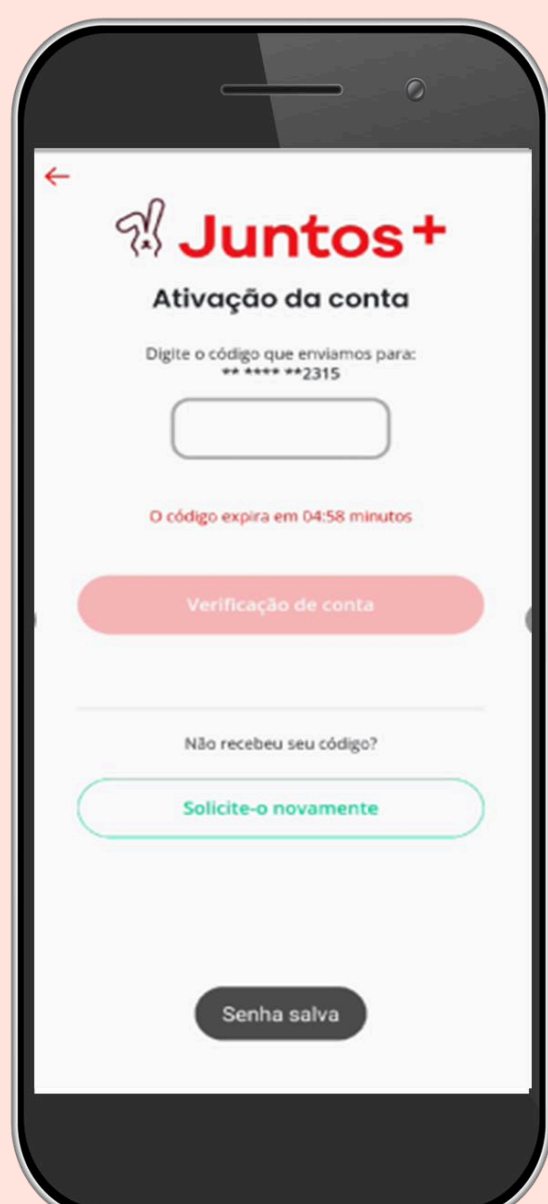 Juntos+
Ativação da conta
Digite o código que enviamos para:
** **** **2315
O código expira em 04:58 minutos
Verificação de conta
Não recebeu seu código?
Solicite-o novamente
Senha salva